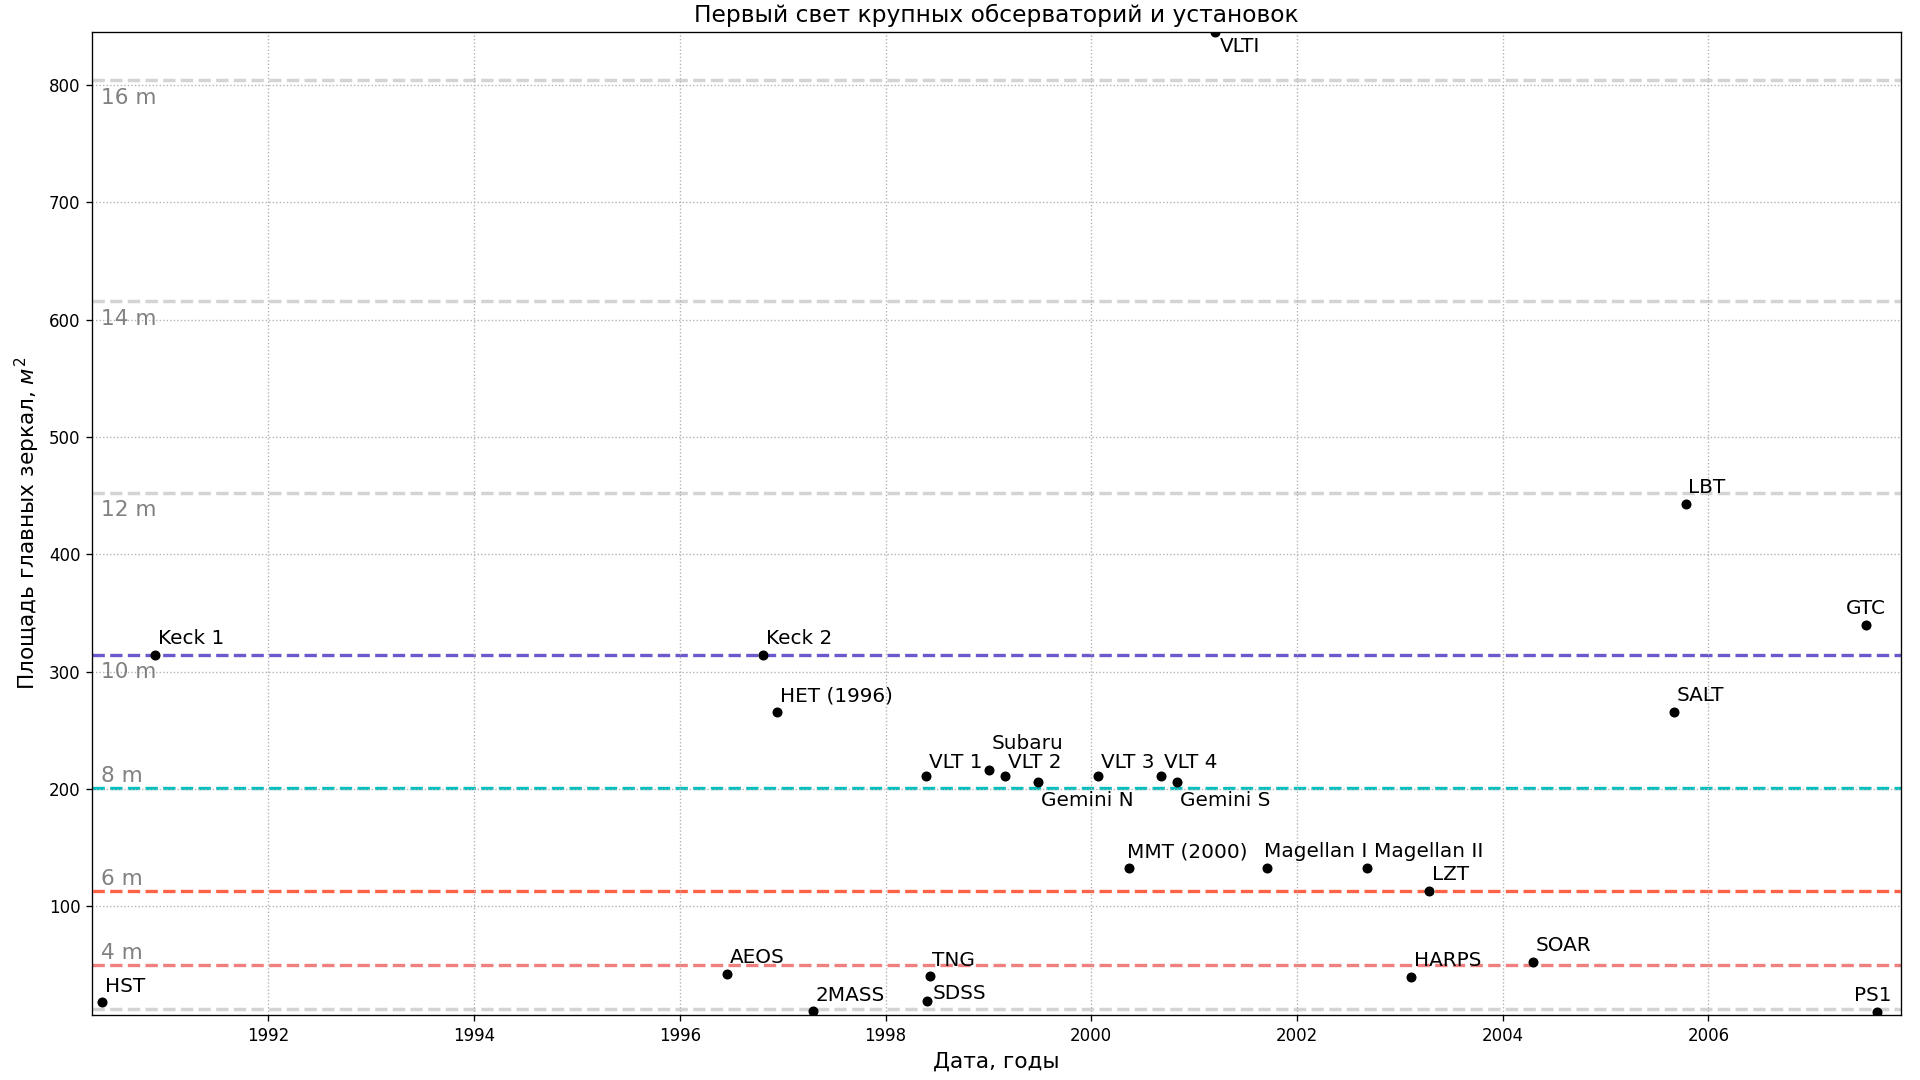 Первый свет крупных обсерваторий и установок
VLTI
800
16 m
700
600
14 m
Площадь главных зеркал, м²
500
LBT
12 m
400
GTC
Keck 1
Keck 2
300
10 m
HET (1996)
SALT
Subaru
VLT 1
VLT 2
VLT 3
VLT 4
8 m
200
Gemini N
Gemini S
MMT (2000)
Magellan I
Magellan II
LZT
6 m
100
SOAR
4 m
AEOS
TNG
HARPS
HST
2MASS
SDSS
PS1
1992 1994 1996 1998 2000 2002 2004 2006
Дата, годы